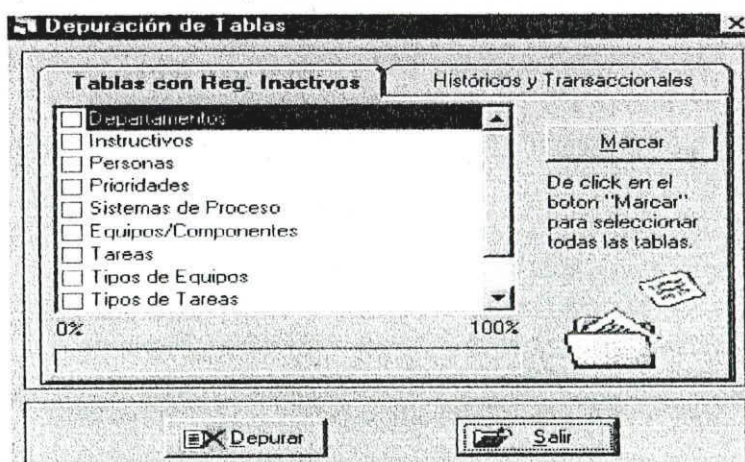 Depuración de Tablas
Tablas con Reg. Inactivos
Históricos y Transaccionales
Departamentos
Instructivos
Personas
Prioridades
Sistemas de Proceso
Equipos/Componentes
Tareas
Tipos de Equipos
Tipos de Tareas
Marcar
De click en el
boton "Marcar"
para seleccionar
todas las tablas.
0%
100%
Depurar
Salir